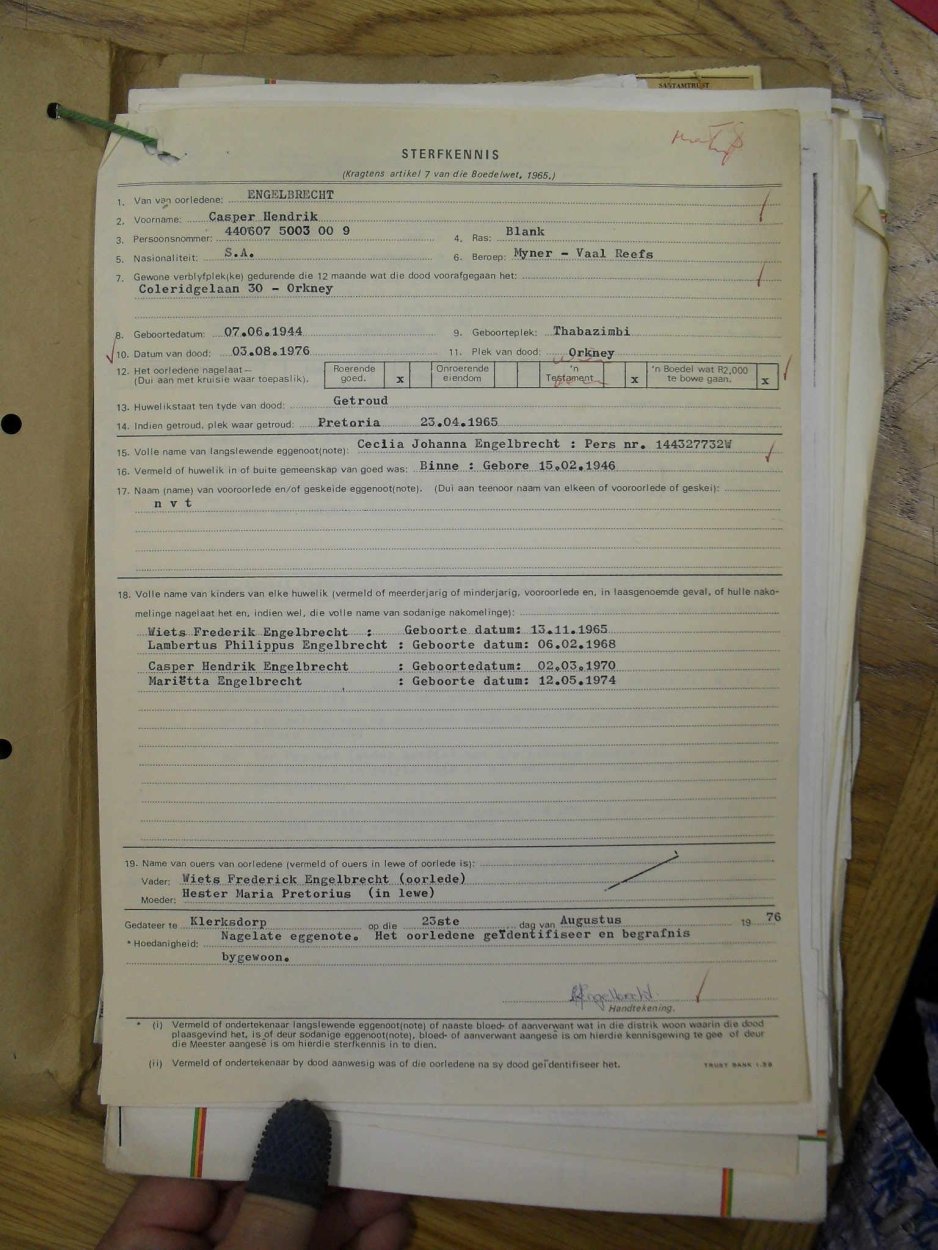 SANTAMTRUST
STERFKENNIS
(Kragtens artikel 7 van die Boedelwet, 1965.)
1. Van van oorledene: ENGELBRECHT
2. Voorname: Casper Hendrik
3. Persoonsnommer: 440607 5003 00 9 4. Ras: Blank
5. Nasionaliteit: S.A. 6. Beroep: Myner - Vaal Reefs
7. Gewone verblyfplek(ke) gedurende die 12 maande wat die dood voorafgegaan het:
Coleridgelaan 30 - Orkney
8. Geboortedatum: 07.06.1944 9. Geboorteplek: Thabazimbi
10. Datum van dood: 03.08.1976 11. Plek van dood: Orkney
12. Het oorledene nagelaat— (Dui aan met kruisie waar toepaslik). Roerende goed. x Onroerende eiendom 'n Testament x 'n Boedel wat R2,000 te bowe gaan. x
13. Huwelikstaat ten tyde van dood: Getroud
14. Indien getroud, plek waar getroud: Pretoria 23.04.1965
15. Volle name van langslewende eggenoot(note): Cecilia Johanna Engelbrecht : Pers nr. 144327732W
16. Vermeld of huwelik in of buite gemeenskap van goed was: Binne : Gebore 15.02.1946
17. Naam (name) van vooroorlede en/of geskeide eggenoot(note). (Dui aan teenoor naam van elkeen of vooroorlede of geskei):
n v t
18. Volle name van kinders van elke huwelik (vermeld of meerderjarig of minderjarig, vooroorlede en, in laasgenoemde geval, of hulle nako-
melinge nagelaat het en, indien wel, die volle name van sodanige nakomelinge):
Wiets Frederik Engelbrecht : Geboorte datum: 13.11.1965
Lambertus Philippus Engelbrecht : Geboorte datum: 06.02.1968
Casper Hendrik Engelbrecht : Geboortedatum: 02.03.1970
Mariëtta Engelbrecht : Geboorte datum: 12.05.1974
19. Name van ouers van oorledene (vermeld of ouers in lewe of oorlede is):
Vader: Wiets Frederick Engelbrecht (oorlede)
Moeder: Hester Maria Pretorius (in lewe)
Gedateer te Klerksdorp op die 23ste dag van Augustus 19 76
* Hoedanigheid: Nagelate eggenote. Het oorledene geïdentifiseer en begrafnis
bygewoon.
Handtekening.
* (i) Vermeld of ondertekenaar langslewende eggenoot(note) of naaste bloed- of aanverwant wat in die distrik woon waarin die dood
plaasgevind het, is of deur sodanige eggenoot(note), bloed- of aanverwant aangesê is om hierdie kennisgewing te gee of deur
die Meester aangesê is om hierdie sterfkennis in te dien.
(ii) Vermeld of ondertekenaar by dood aanwesig was of die oorledene na sy dood geïdentifiseer het.
TRUST BANK 1.28